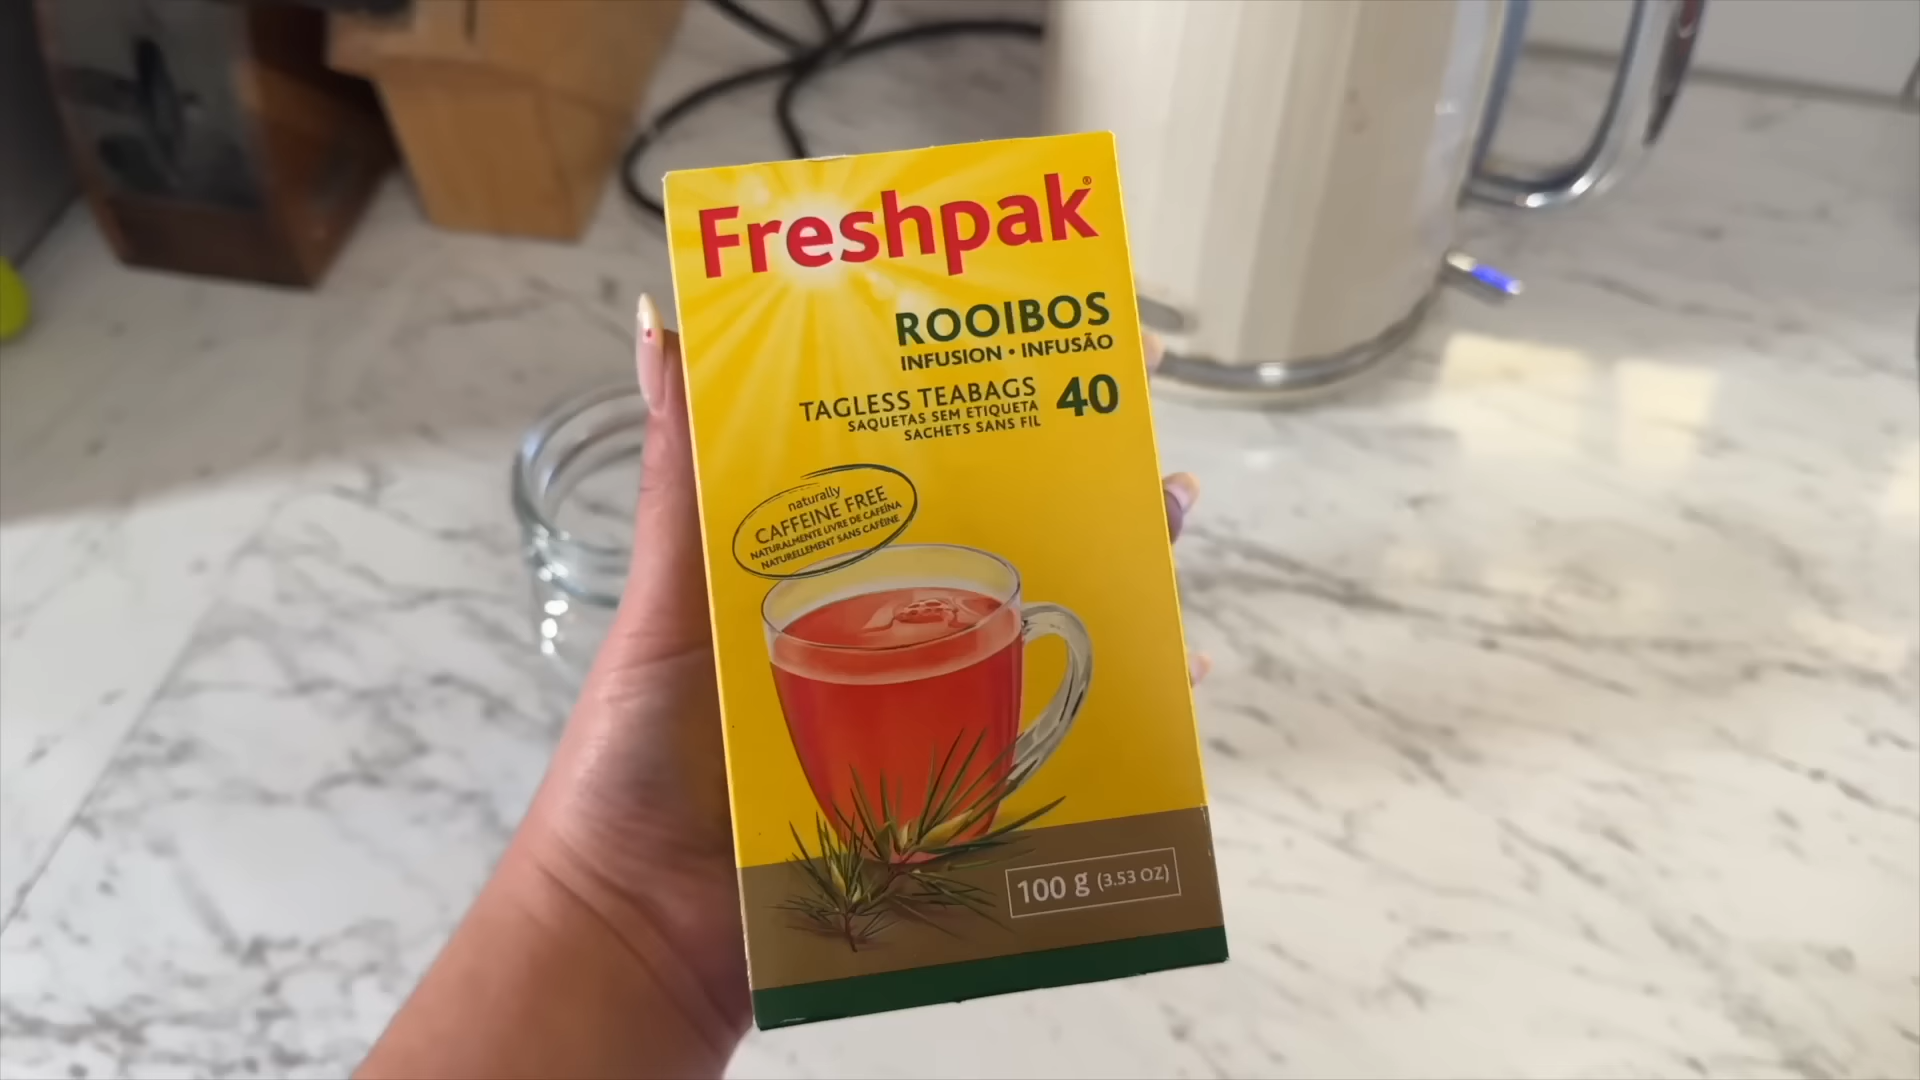 Freshpak®
ROOIBOS
INFUSION • INFUSÃO
TAGLESS TEABAGS 40
SAQUETAS SEM ETIQUETA
SACHETS SANS FIL
naturally
CAFFEINE FREE
NATURALMENTE LIVRE DE CAFEÍNA
NATURELLEMENT SANS CAFÉINE
100 g (3.53 OZ)